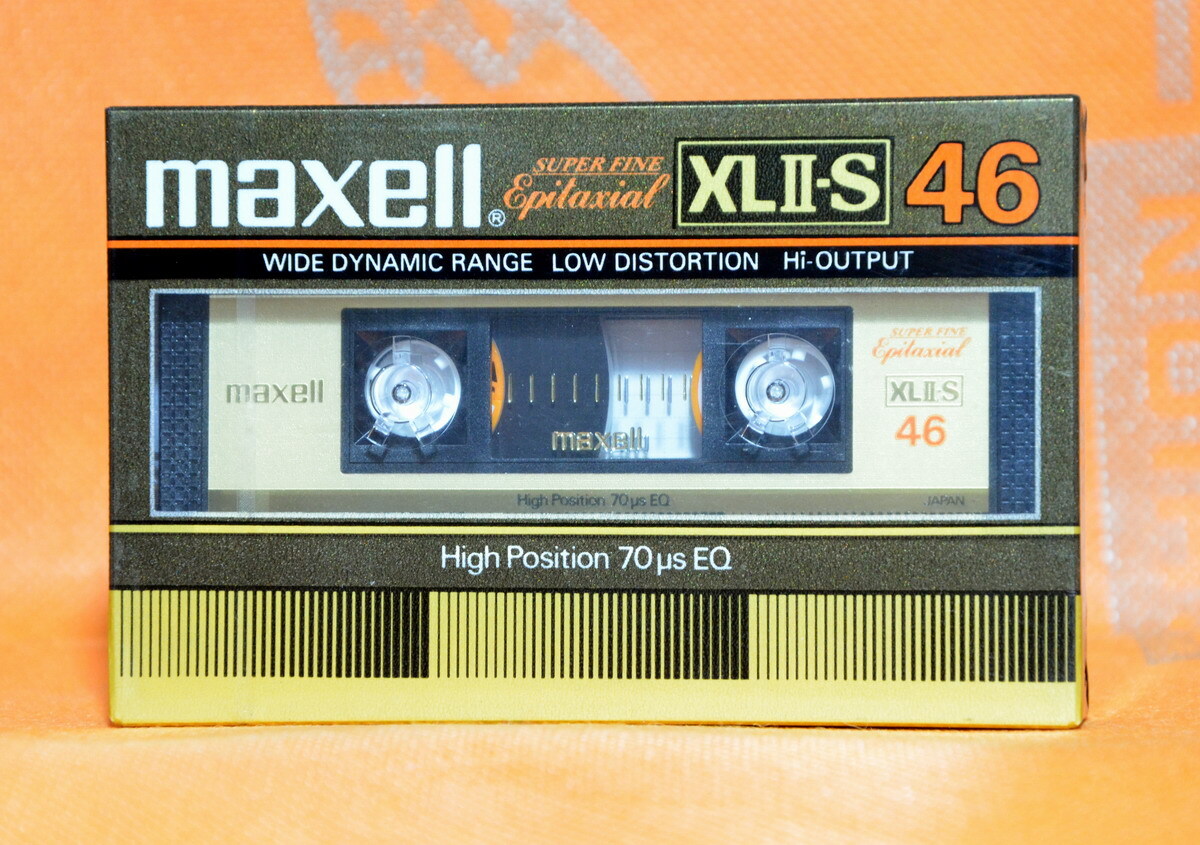 maxell® SUPER FINE Epitaxial XLII-S 46
WIDE DYNAMIC RANGE LOW DISTORTION Hi-OUTPUT
SUPER FINE
Epitaxial
maxell
XLII-S
46
maxell
High Position 70μs EQ
JAPAN
High Position 70μs EQ